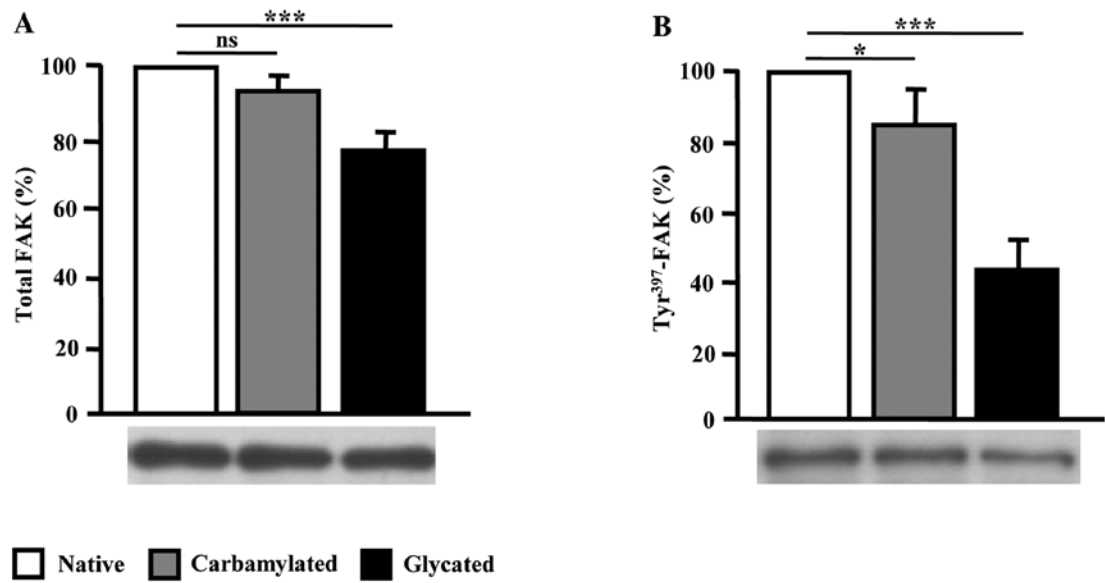 A
***
ns
Total FAK (%)
100
80
60
40
20
0
B
***
*
Tyr³⁹⁷-FAK (%)
100
80
60
40
20
0
Native Carbamylated Glycated